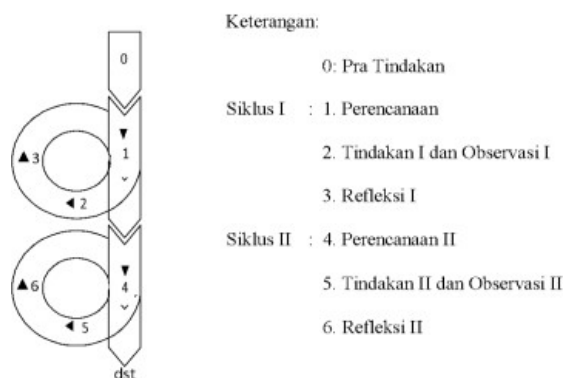 0
▼
1
▲3
◀ 2
▼
4
▲6
◀ 5
dst
Keterangan:
0: Pra Tindakan
Siklus I : 1. Perencanaan
2. Tindakan I dan Observasi I
3. Refleksi I
Siklus II : 4. Perencanaan II
5. Tindakan II dan Observasi II
6. Refleksi II